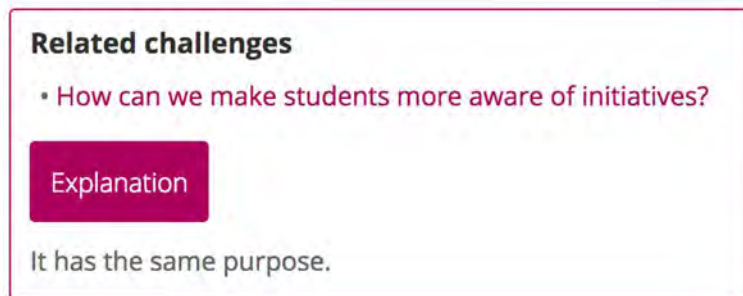 Related challenges
• How can we make students more aware of initiatives?
Explanation
It has the same purpose.